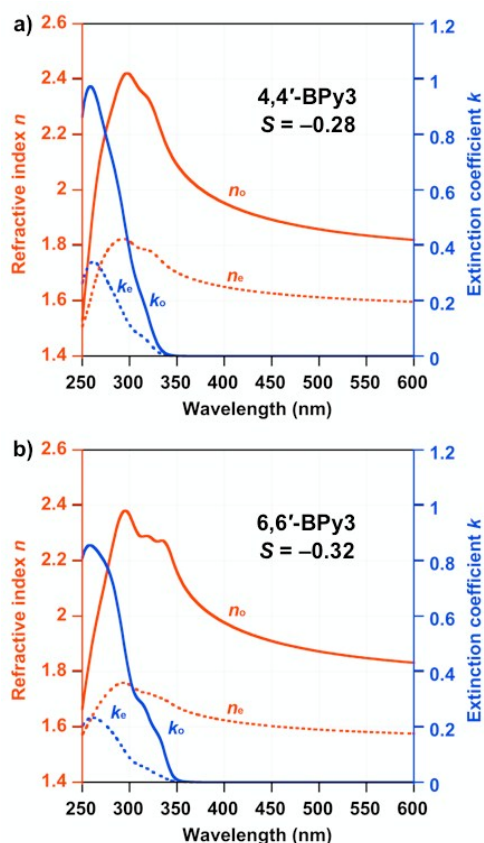 a)
2.6
2.4
2.2
2
1.8
1.6
1.4
Refractive index n
1.2
1
0.8
0.6
0.4
0.2
0
Extinction coefficient k
4,4′-BPy3
S = −0.28
nₒ
nₑ
kₑ
kₒ
250 300 350 400 450 500 550 600
Wavelength (nm)
b)
2.6
2.4
2.2
2
1.8
1.6
1.4
Refractive index n
1.2
1
0.8
0.6
0.4
0.2
0
Extinction coefficient k
6,6′-BPy3
S = −0.32
nₒ
nₑ
kₑ
kₒ
250 300 350 400 450 500 550 600
Wavelength (nm)